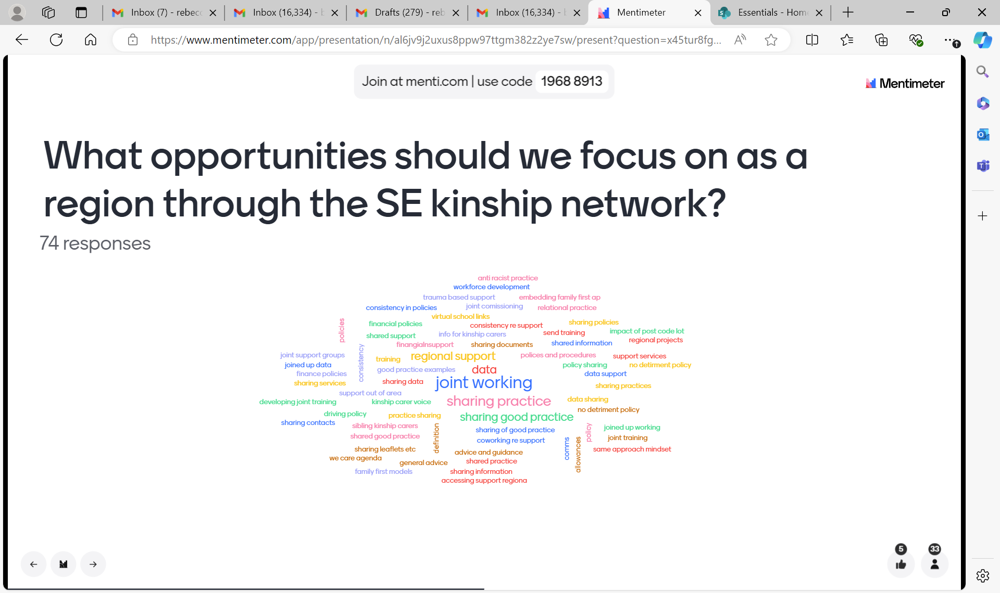 Inbox (7) - rebecc
Inbox (16,334) - b
Drafts (279) - reb
Inbox (16,334) - b
Mentimeter
Essentials - Home
https://www.mentimeter.com/app/presentation/n/al6jv9j2uxus8ppw97ttgm382z2ye7sw/present?question=x45tur8fg...
Join at menti.com | use code 1968 8913
Mentimeter
What opportunities should we focus on as a
region through the SE kinship network?
74 responses
anti racist practice
workforce development
trauma based support
embedding family first ap
consistency in policies
joint comissioning
relational practice
virtual school links
policies
financial policies
consistency re support
sharing policies
shared support
info for kinship carers
send training
impact of post code lot
regional projects
financialnsupport
sharing documents
shared information
joint support groups
consistency
training
regional support
polices and procedures
support services
joined up data
policy sharing
no detirment policy
finance policies
good practice examples
data
data support
sharing services
sharing data
joint working
sharing practices
support out of area
developing joint training
kinship carer voice
sharing practice
data sharing
no detriment policy
driving policy
practice sharing
sharing good practice
sharing contacts
sibling kinship carers
definition
sharing of good practice
policy
joined up working
shared good practice
coworking re support
joint training
sharing leaflets etc
advice and guidance
comms
allowances
same approach mindset
we care agenda
general advice
shared practice
family first models
sharing information
accessing support regiona
5
33